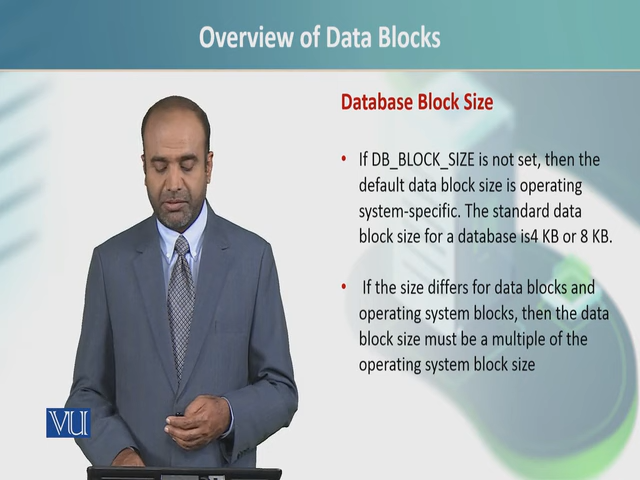 Overview of Data Blocks
Database Block Size
• If DB_BLOCK_SIZE is not set, then the
default data block size is operating
system-specific. The standard data
block size for a database is4 KB or 8 KB.
• If the size differs for data blocks and
operating system blocks, then the data
block size must be a multiple of the
operating system block size
VU